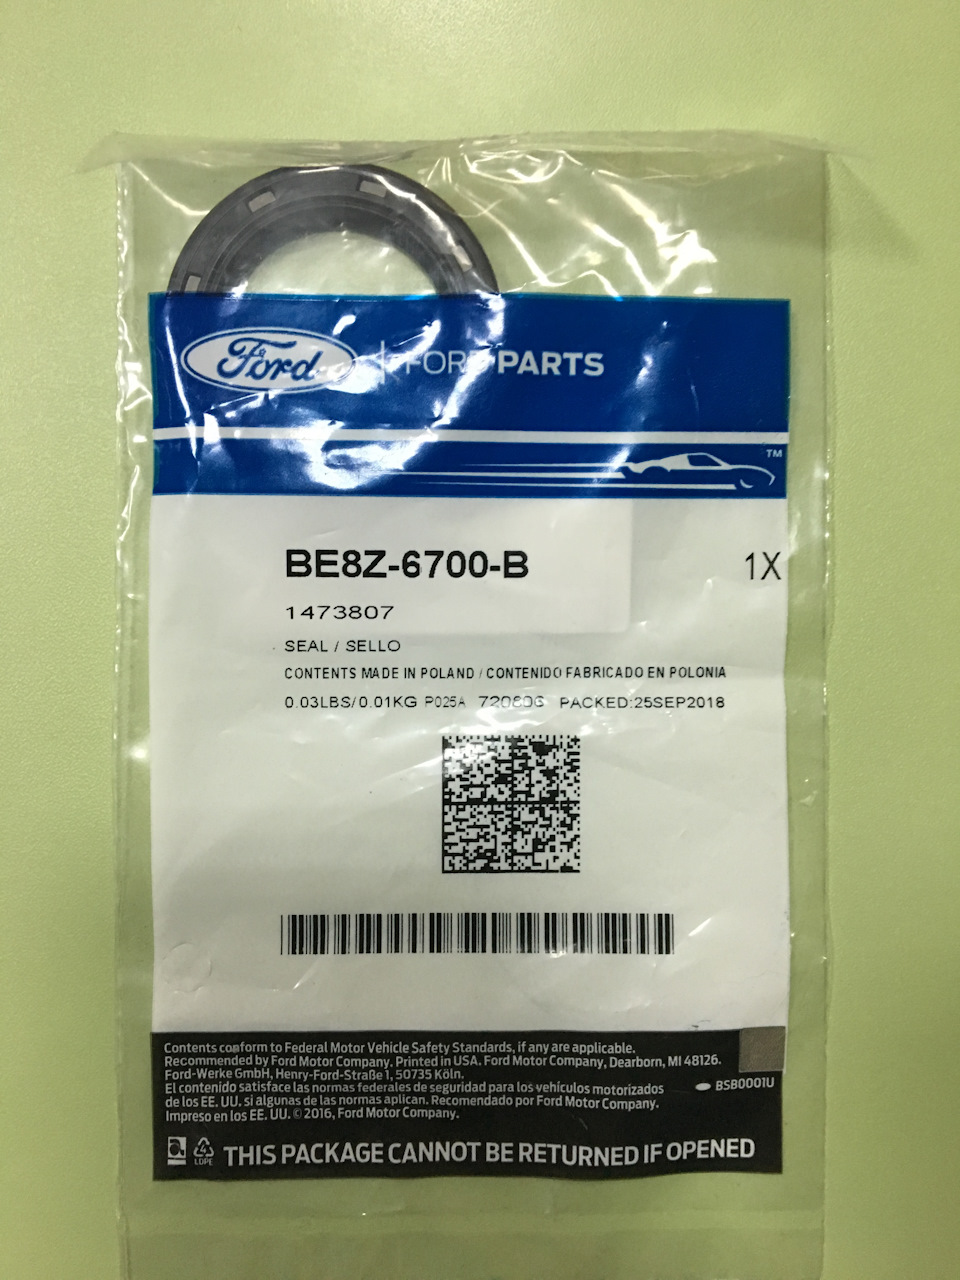 Ford
FORD PARTS
TM
BE8Z-6700-B
1X
1473807
SEAL / SELLO
CONTENTS MADE IN POLAND / CONTENIDO FABRICADO EN POLONIA
0.03LBS/0.01KG P025A 720806 PACKED:25SEP2018
Contents conform to Federal Motor Vehicle Safety Standards, if any are applicable.
Recommended by Ford Motor Company. Printed in USA. Ford Motor Company, Dearborn, MI 48126.
Ford-Werke GmbH, Henry-Ford-Straße 1, 50735 Köln.
El contenido satisface las normas federales de seguridad para los vehículos motorizados
de los EE. UU. si algunas de las normas aplican. Recomendado por Ford Motor Company.
Impreso en los EE. UU. © 2016, Ford Motor Company.
BSB0001U
4
LDPE
THIS PACKAGE CANNOT BE RETURNED IF OPENED